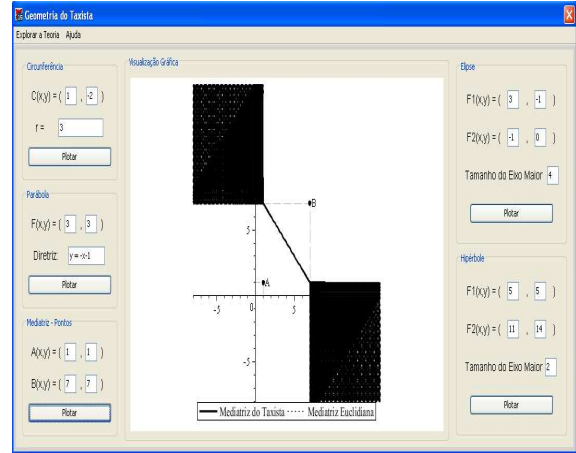 Geometria do Taxista
Explorar a Teoria Ajuda
Circunferência
C(x,y) = ( 1 , -2 )
r = 3
Plotar
Parábola
F(x,y) = ( 3 , 3 )
Diretriz: y = -x-1
Plotar
Mediatriz - Pontos
A(x,y) = ( 1 , 1 )
B(x,y) = ( 7 , 7 )
Plotar
Visualização Gráfica
B
5
A
-5 0 5
-5
Mediatriz do Taxista Mediatriz Euclidiana
Elipse
F1(x,y) = ( 3 , -1 )
F2(x,y) = ( -1 , 0 )
Tamanho do Eixo Maior 4
Plotar
Hipérbole
F1(x,y) = ( 5 , 5 )
F2(x,y) = ( 11 , 14 )
Tamanho do Eixo Maior 2
Plotar